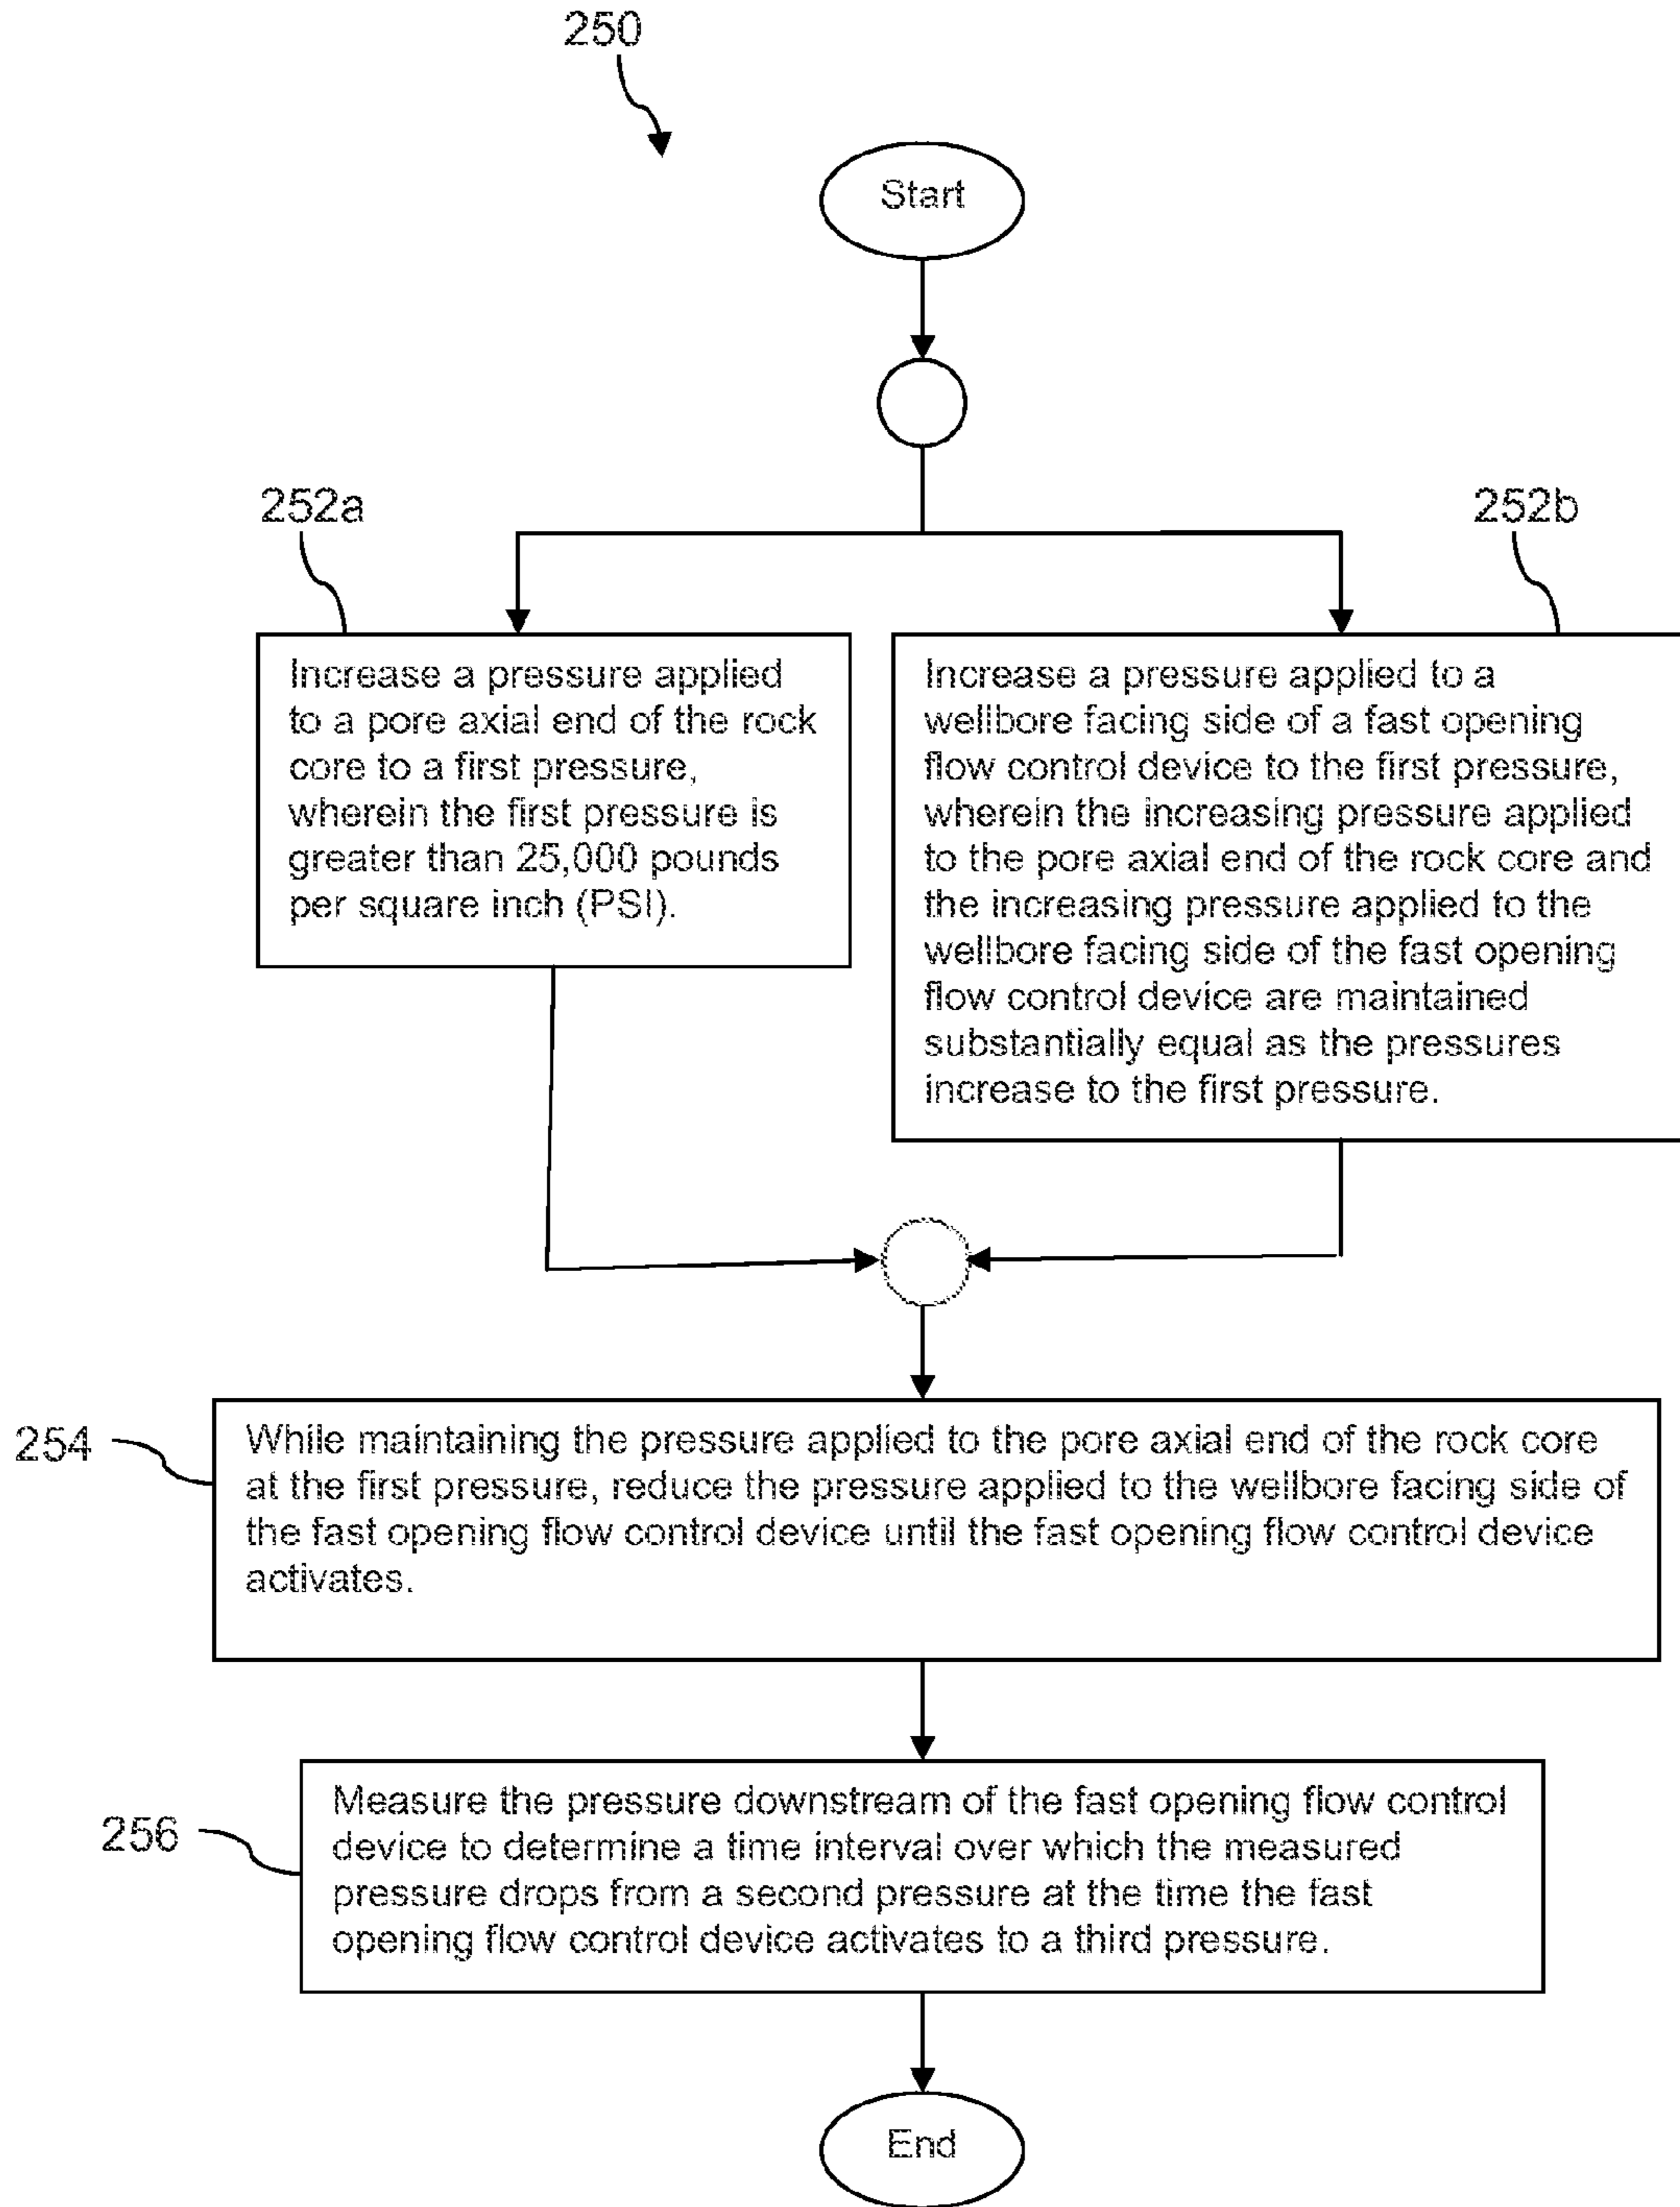 250
Start
252a
252b
Increase a pressure applied
to a pore axial end of the rock
core to a first pressure,
wherein the first pressure is
greater than 25,000 pounds
per square inch (PSI).
Increase a pressure applied to a
wellbore facing side of a fast opening
flow control device to the first pressure,
wherein the increasing pressure applied
to the pore axial end of the rock core and
the increasing pressure applied to the
wellbore facing side of the fast opening
flow control device are maintained
substantially equal as the pressures
increase to the first pressure.
254
While maintaining the pressure applied to the pore axial end of the rock core
at the first pressure, reduce the pressure applied to the wellbore facing side of
the fast opening flow control device until the fast opening flow control device
activates.
256
Measure the pressure downstream of the fast opening flow control
device to determine a time interval over which the measured
pressure drops from a second pressure at the time the fast
opening flow control device activates to a third pressure.
End